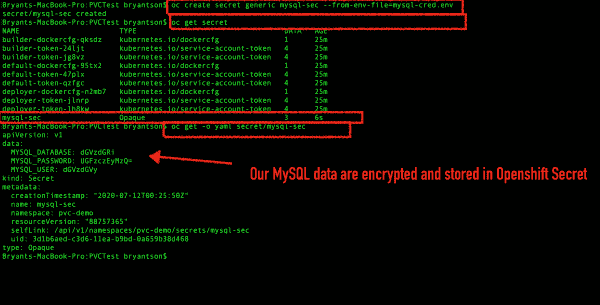 Bryants-MacBook-Pro:PVCTest bryantson$ oc create secret generic mysql-sec --from-env-file=mysql-cred.env
secret/mysql-sec created
Bryants-MacBook-Pro:PVCTest bryantson$ oc get secret
NAME TYPE DATA AGE
builder-dockercfg-qksdz kubernetes.io/dockercfg 1 25m
builder-token-24ljt kubernetes.io/service-account-token 4 25m
builder-token-jg8vz kubernetes.io/service-account-token 4 25m
default-dockercfg-95tx2 kubernetes.io/dockercfg 1 25m
default-token-47plx kubernetes.io/service-account-token 4 25m
default-token-qzfgc kubernetes.io/service-account-token 4 25m
deployer-dockercfg-n2mb7 kubernetes.io/dockercfg 1 25m
deployer-token-jlnrp kubernetes.io/service-account-token 4 25m
deployer-token-lh8kw kubernetes.io/service-account-token 4 25m
mysql-sec Opaque 3 6s
Bryants-MacBook-Pro:PVCTest bryantson$ oc get -o yaml secret/mysql-sec
apiVersion: v1
data:
MYSQL_DATABASE: dGVzdGRi
MYSQL_PASSWORD: UGFzczEyMzQ=
MYSQL_USER: dGVzdGVy
Our MySQL data are encrypted and stored in Openshift Secret
kind: Secret
metadata:
creationTimestamp: "2020-07-12T00:25:50Z"
name: mysql-sec
namespace: pvc-demo
resourceVersion: "88757365"
selfLink: /api/v1/namespaces/pvc-demo/secrets/mysql-sec
uid: 3d1b6aed-c3d6-11ea-b9bd-0a659b38d468
type: Opaque
Bryants-MacBook-Pro:PVCTest bryantson$